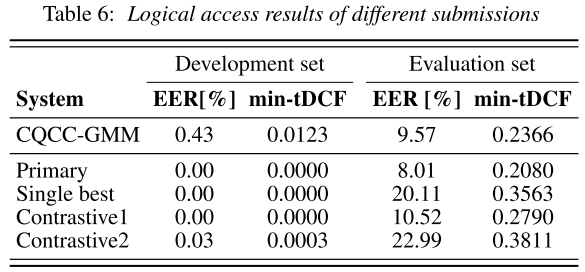 Table 6: Logical access results of different submissions
Development set Evaluation set
System EER[%] min-tDCF EER [%] min-tDCF
CQCC-GMM 0.43 0.0123 9.57 0.2366
Primary 0.00 0.0000 8.01 0.2080
Single best 0.00 0.0000 20.11 0.3563
Contrastive1 0.00 0.0000 10.52 0.2790
Contrastive2 0.03 0.0003 22.99 0.3811